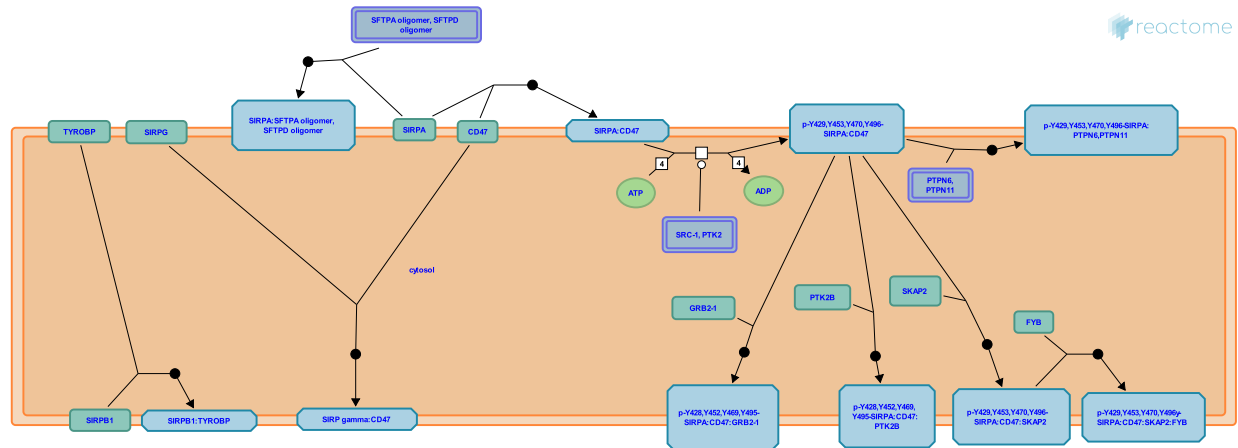 SFTPA oligomer, SFTPD
oligomer
reactome
TYROBP
SIRPG
SIRPA:SFTPA oligomer,
SFTPD oligomer
SIRPA
CD47
SIRPA:CD47
p-Y429,Y453,Y470,Y496-
SIRPA:CD47
p-Y429,Y453,Y470,Y496-SIRPA:
PTPN6,PTPN11
4
4
ATP
ADP
PTPN6,
PTPN11
SRC-1, PTK2
cytosol
GRB2-1
PTK2B
SKAP2
FYB
SIRPB1
SIRPB1:TYROBP
SIRP gamma:CD47
p-Y428,Y452,Y469,Y495-
SIRPA:CD47:GRB2-1
p-Y428,Y452,Y469,
Y495-SIRPA:CD47:
PTK2B
p-Y429,Y453,Y470,Y496-
SIRPA:CD47:SKAP2
p-Y429,Y453,Y470,Y496y-
SIRPA:CD47:SKAP2:FYB